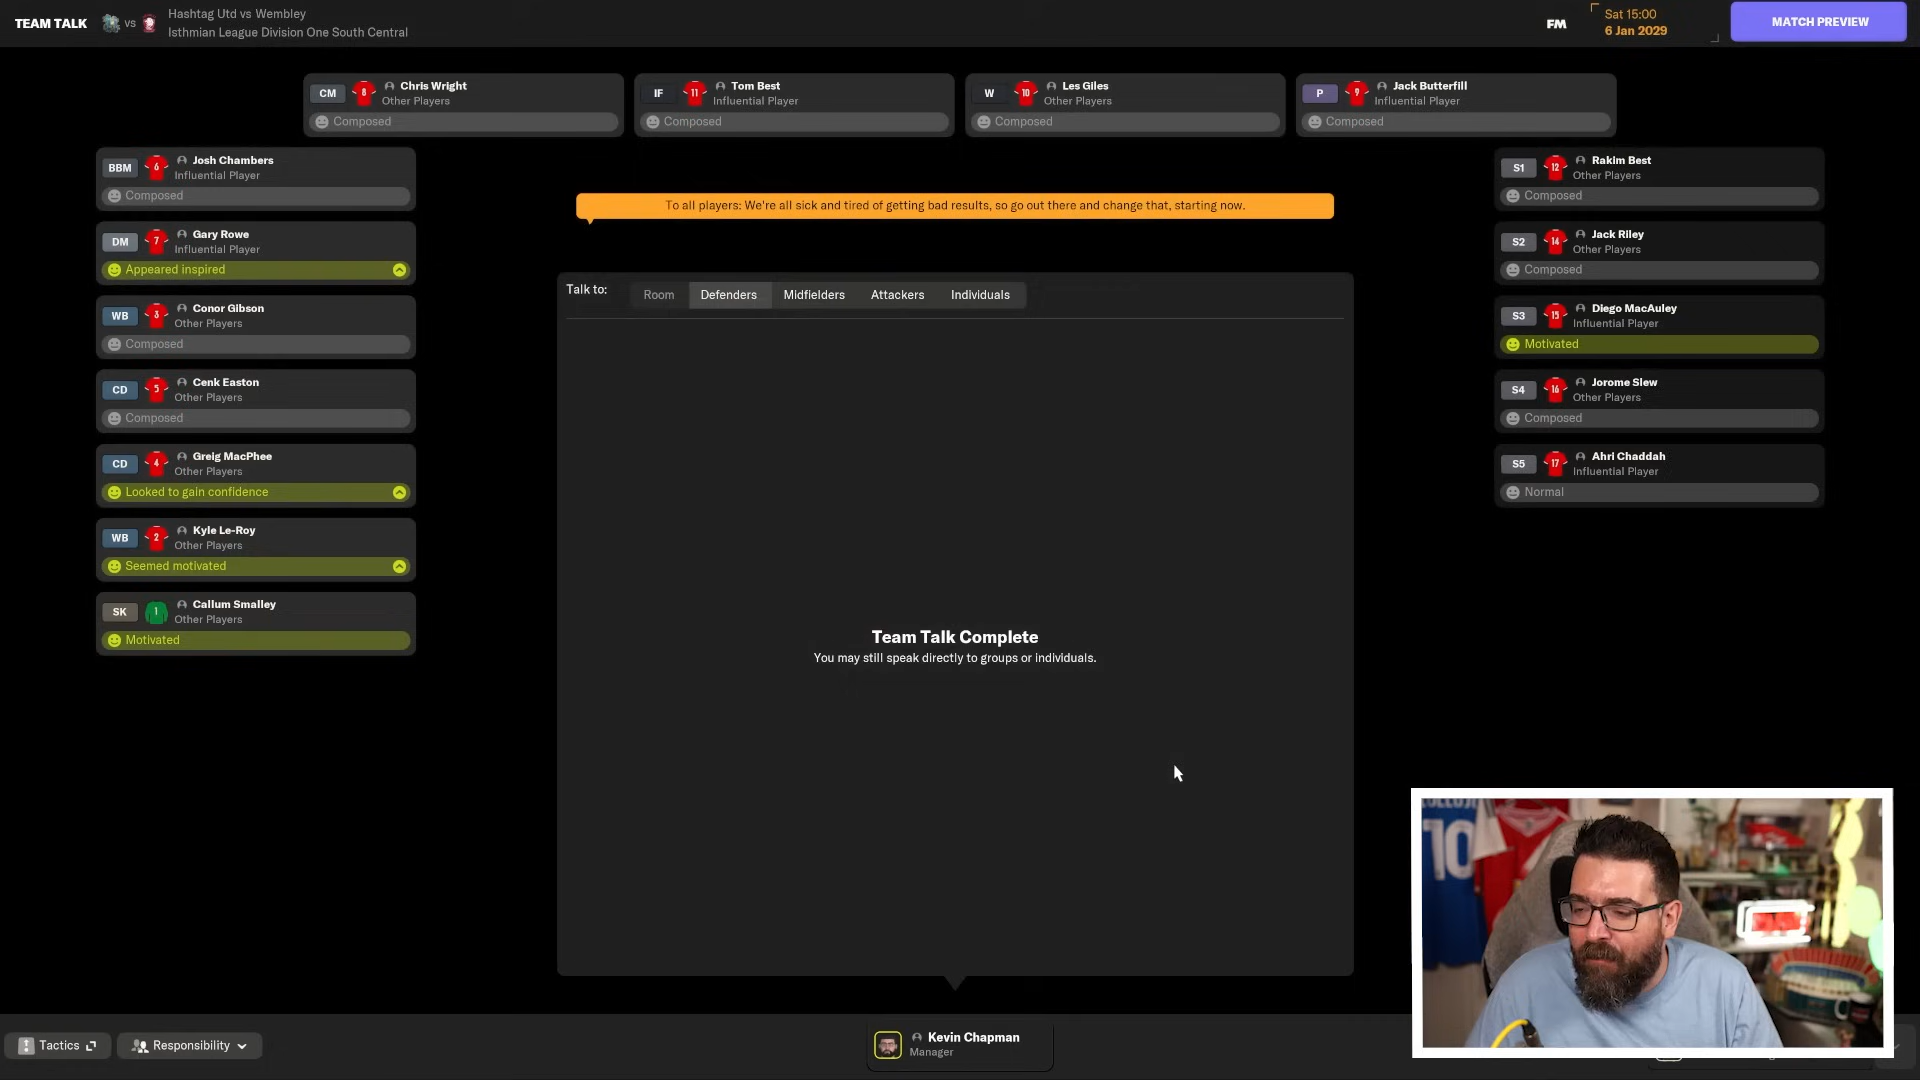 TEAM TALK
vs
Hashtag Utd vs Wembley
Isthmian League Division One South Central
FM
Sat 15:00
6 Jan 2029
MATCH PREVIEW
CM
8
Chris Wright
Other Players
Composed
IF
11
Tom Best
Influential Player
Composed
W
10
Les Giles
Other Players
Composed
P
9
Jack Butterfill
Influential Player
Composed
BBM
6
Josh Chambers
Influential Player
Composed
DM
7
Gary Rowe
Influential Player
Appeared inspired
WB
3
Conor Gibson
Other Players
Composed
CD
5
Cenk Easton
Other Players
Composed
CD
4
Greig MacPhee
Other Players
Looked to gain confidence
WB
2
Kyle Le-Roy
Other Players
Seemed motivated
SK
1
Callum Smalley
Other Players
Motivated
To all players: We're all sick and tired of getting bad results, so go out there and change that, starting now.
Talk to:
Room
Defenders
Midfielders
Attackers
Individuals
Team Talk Complete
You may still speak directly to groups or individuals.
S1
12
Rakim Best
Other Players
Composed
S2
14
Jack Riley
Other Players
Composed
S3
15
Diego MacAuley
Influential Player
Motivated
S4
16
Jorome Slew
Other Players
Composed
S5
17
Ahri Chaddah
Influential Player
Normal
10
Tactics
Responsibility
Kevin Chapman
Manager